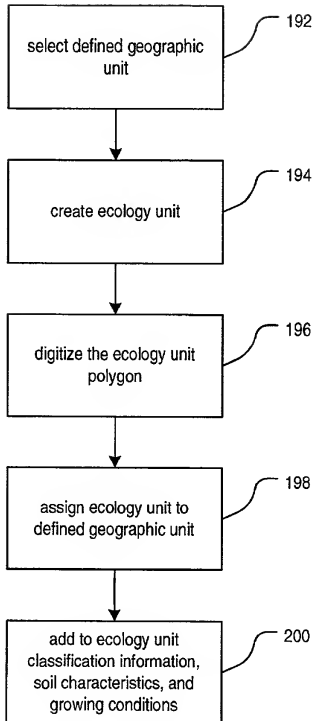 select defined geographic
unit
192
create ecology unit
194
digitize the ecology unit
polygon
196
assign ecology unit to
defined geographic unit
198
add to ecology unit
classification information,
soil characteristics, and
growing conditions
200